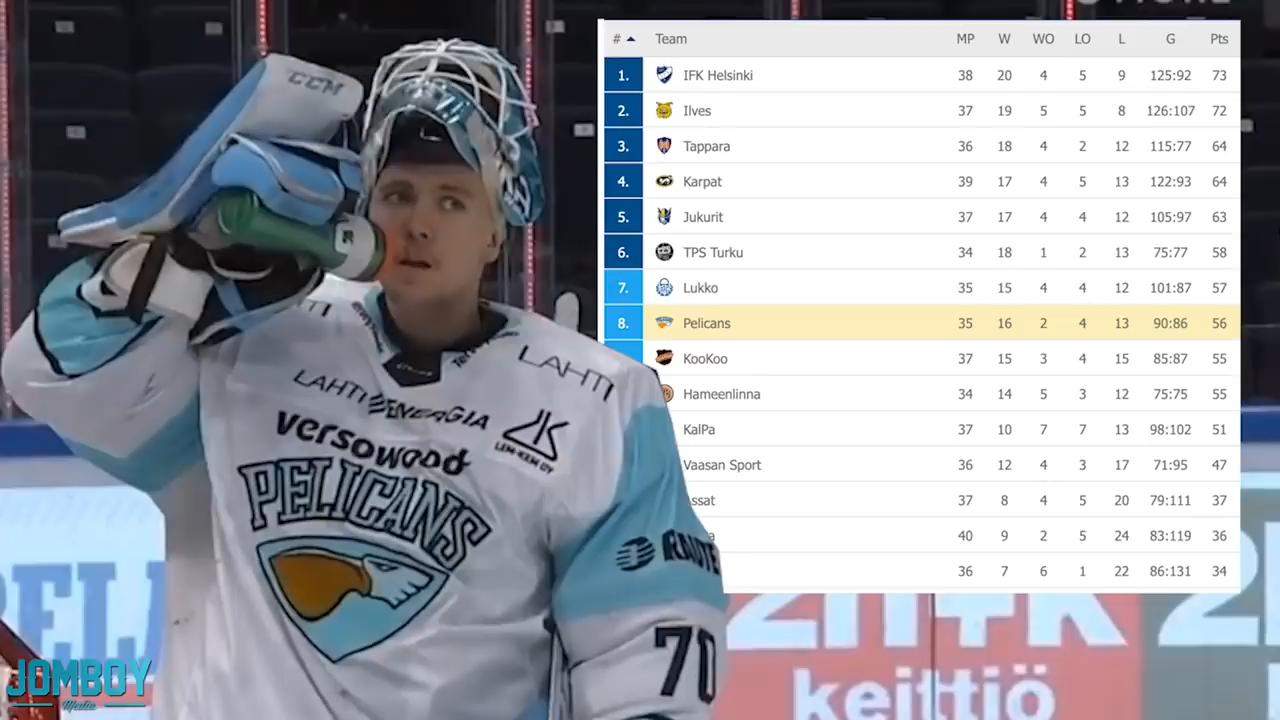 # Team MP W WO LO L G Pts
1. IFK Helsinki 38 20 4 5 9 125:92 73
2. Ilves 37 19 5 5 8 126:107 72
3. Tappara 36 18 4 2 12 115:77 64
4. Karpat 39 17 4 5 13 122:93 64
5. Jukurit 37 17 4 4 12 105:97 63
6. TPS Turku 34 18 1 2 13 75:77 58
7. Lukko 35 15 4 4 12 101:87 57
8. Pelicans 35 16 2 4 13 90:86 56
KooKoo 37 15 3 4 15 85:87 55
Hameenlinna 34 14 5 3 12 75:75 55
KalPa 37 10 7 7 13 98:102 51
Vaasan Sport 36 12 4 3 17 71:95 47
ssat 37 8 4 5 20 79:111 37
40 9 2 5 24 83:119 36
36 7 6 1 22 86:131 34
CCM
LAHTI
LAHTI ENERGIA
versowood
LEM-KEM OY
PELICANS
70
PELI
keittiö
JOMBOY
Media